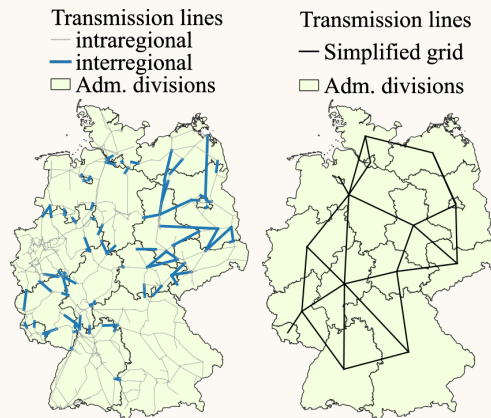 Transmission lines
intraregional
interregional
Adm. divisions
Transmission lines
Simplified grid
Adm. divisions